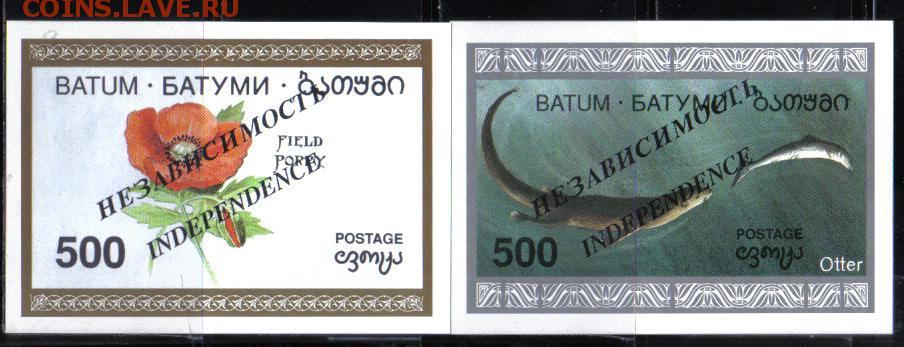 COINS.LAVE.РУ
BATUM · БАТУМИ · ბათუმი
НЕЗАВИСИМОСТЬ
INDEPENDENCE
FIELD
POPPY
500
POSTAGE
ფოსტა
BATUM · БАТУМИ · ბათუმი
НЕЗАВИСИМОСТЬ
INDEPENDENCE
500
POSTAGE
ფოსტა
Otter